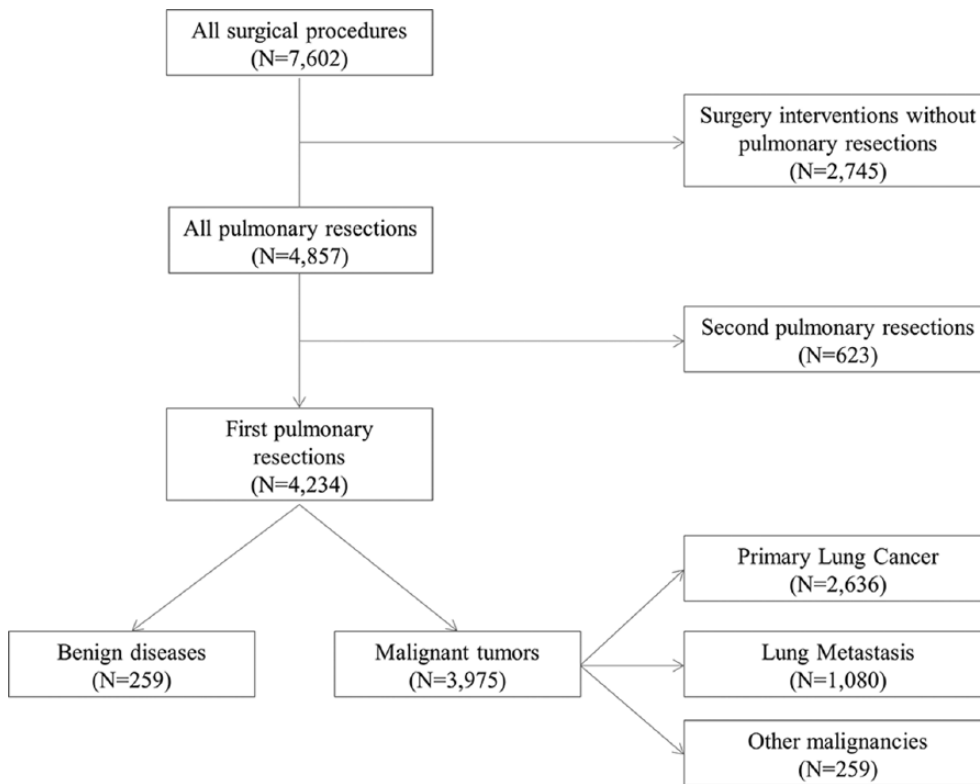 All surgical procedures
(N=7,602)
Surgery interventions without
pulmonary resections
(N=2,745)
All pulmonary resections
(N=4,857)
Second pulmonary resections
(N=623)
First pulmonary
resections
(N=4,234)
Primary Lung Cancer
(N=2,636)
Benign diseases
(N=259)
Malignant tumors
(N=3,975)
Lung Metastasis
(N=1,080)
Other malignancies
(N=259)